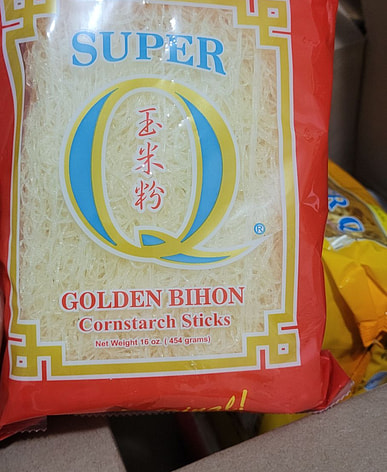 SUPER
Q
玉米粉
®
GOLDEN BIHON
Cornstarch Sticks
Net Weight 16 oz. ( 454 grams)